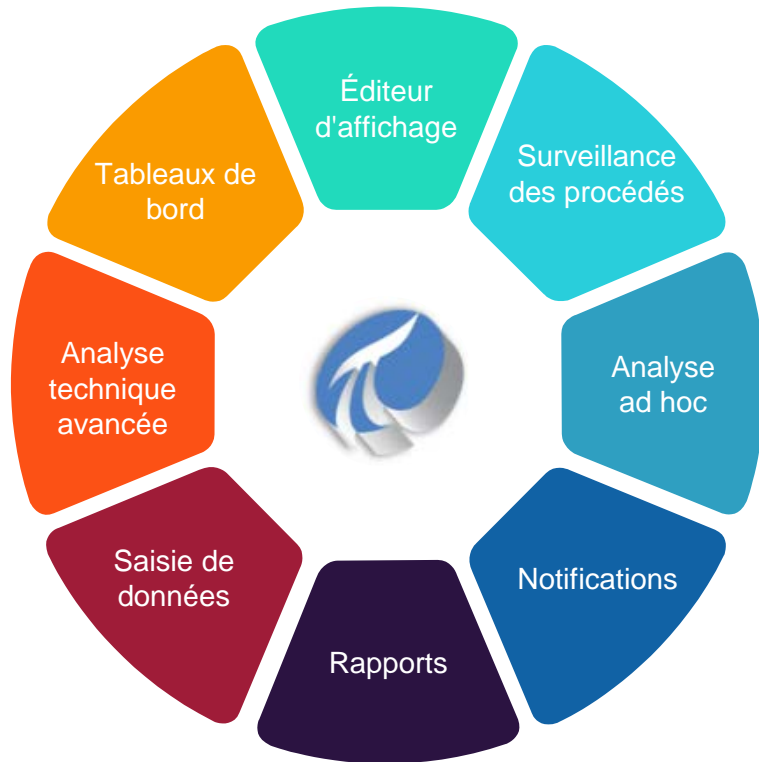 Éditeur
d'affichage
Surveillance
des procédés
Analyse
ad hoc
Notifications
Rapports
Saisie de
données
Analyse
technique
avancée
Tableaux de
bord